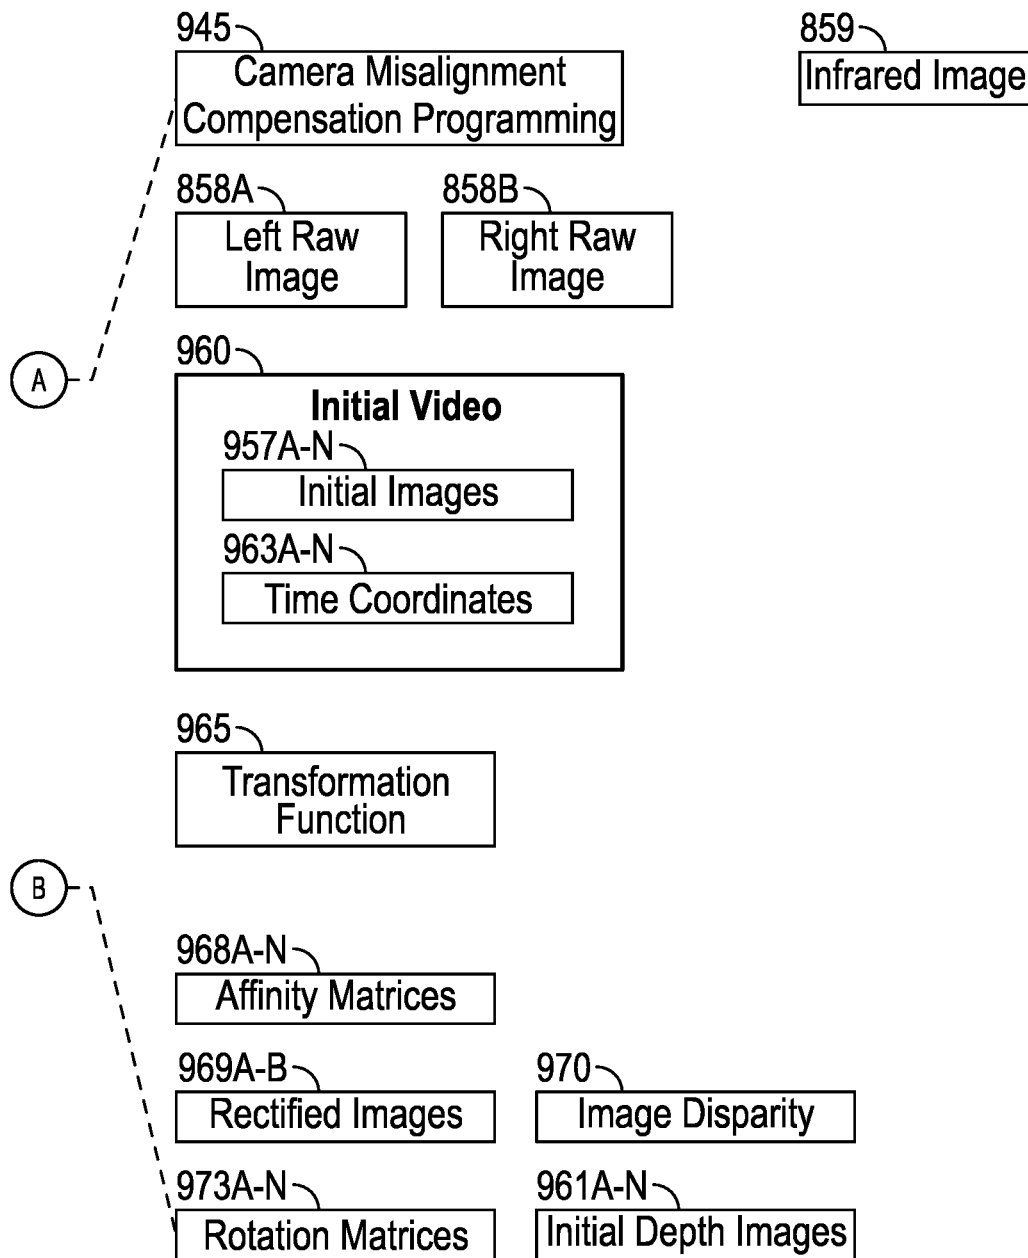 945
859
Camera Misalignment
Compensation Programming
Infrared Image
858A
858B
Left Raw
Image
Right Raw
Image
A
960
Initial Video
957A-N
Initial Images
963A-N
Time Coordinates
965
Transformation
Function
B
968A-N
Affinity Matrices
969A-B
970
Rectified Images
Image Disparity
973A-N
961A-N
Rotation Matrices
Initial Depth Images